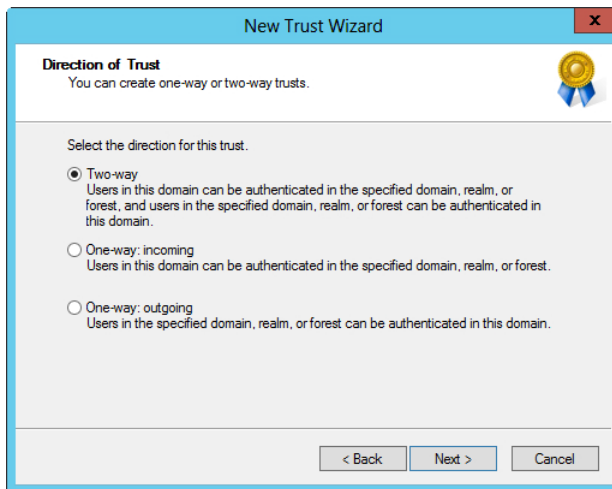 New Trust Wizard
x
Direction of Trust
You can create one-way or two-way trusts.
Select the direction for this trust.
Two-way
Users in this domain can be authenticated in the specified domain, realm, or
forest, and users in the specified domain, realm, or forest can be authenticated in
this domain.
One-way: incoming
Users in this domain can be authenticated in the specified domain, realm, or forest.
One-way: outgoing
Users in the specified domain, realm, or forest can be authenticated in this domain.
< Back Next > Cancel